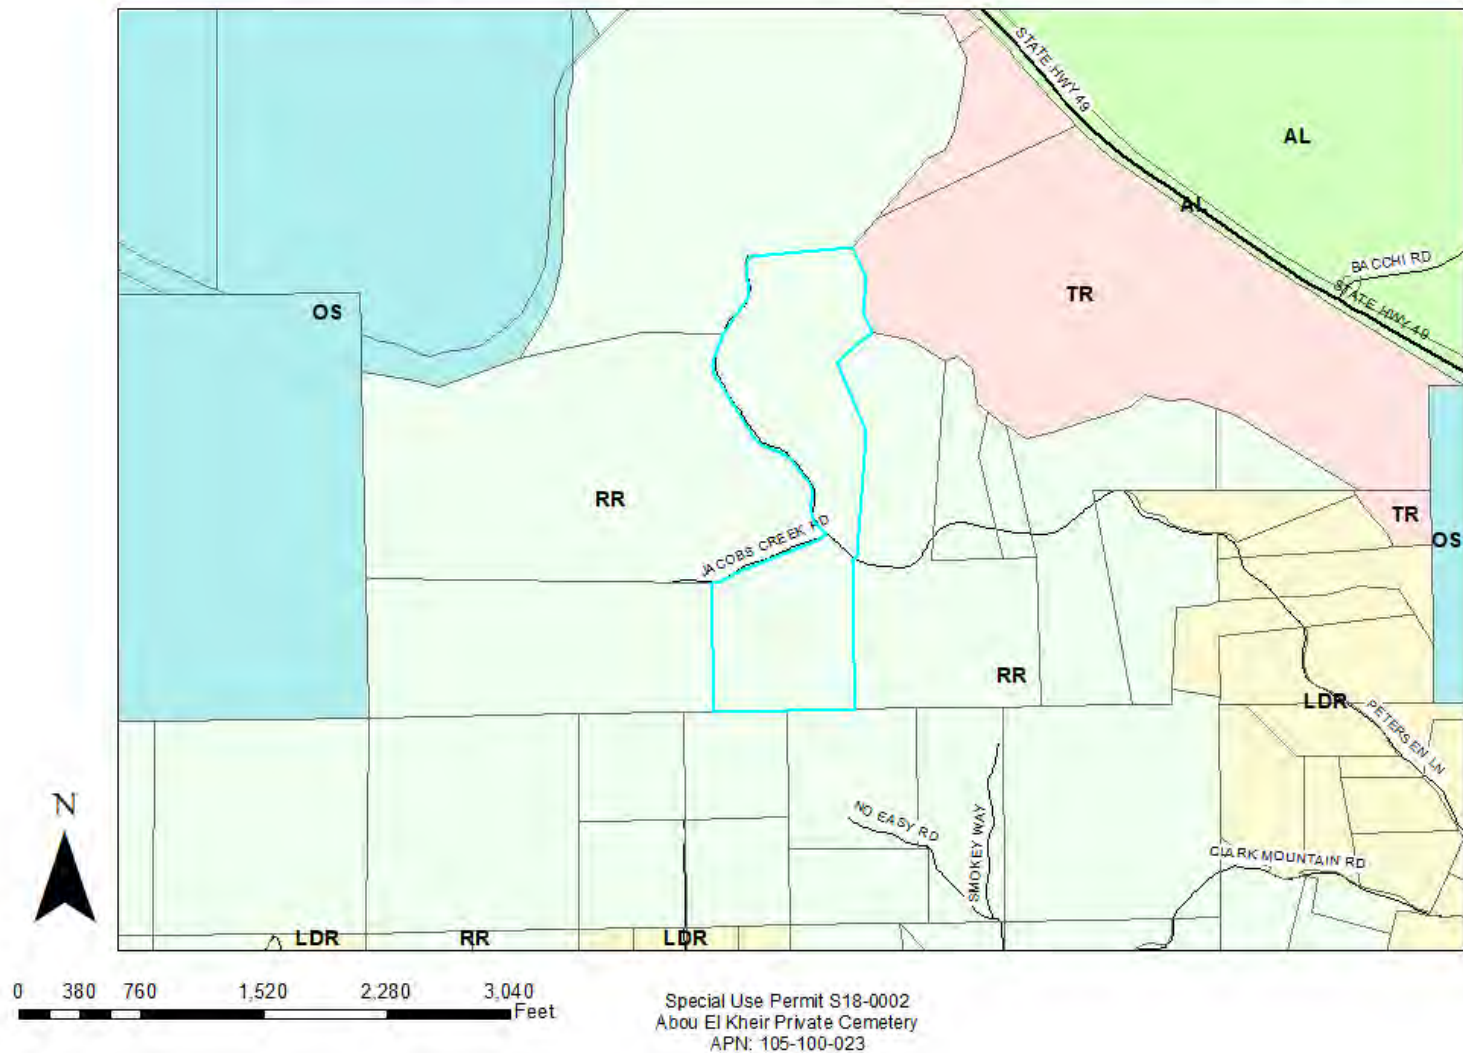 STATE HWY 49
AL
AL
BACCHI RD
STATE HWY 49
OS
TR
RR
TR
OS
JACOBS CREEK RD
RR
LDR
PETERSEN LN
N
NO EASY RD
SMOKEY WAY
CLARK MOUNTAIN RD
LDR
RR
LDR
0 380 760 1,520 2,280 3,040
Feet
Special Use Permit S18-0002
Abou El Kheir Private Cemetery
APN: 105-100-023